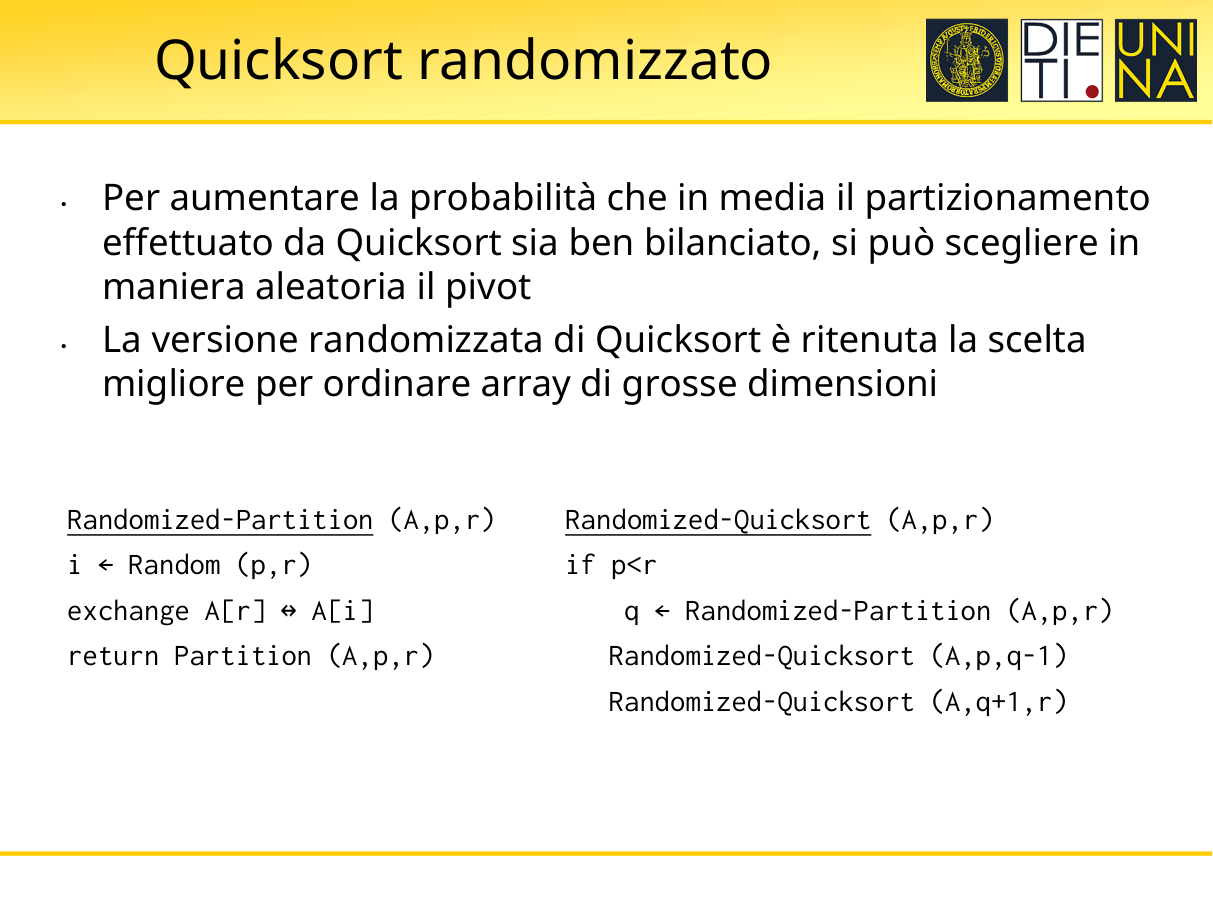 Quicksort randomizzato
DIE
TI.
UNI
NA
• Per aumentare la probabilità che in media il partizionamento
effettuato da Quicksort sia ben bilanciato, si può scegliere in
maniera aleatoria il pivot
• La versione randomizzata di Quicksort è ritenuta la scelta
migliore per ordinare array di grosse dimensioni
Randomized-Partition (A,p,r)
i ← Random (p,r)
exchange A[r] ↔ A[i]
return Partition (A,p,r)
Randomized-Quicksort (A,p,r)
if p<r
q ← Randomized-Partition (A,p,r)
Randomized-Quicksort (A,p,q-1)
Randomized-Quicksort (A,q+1,r)